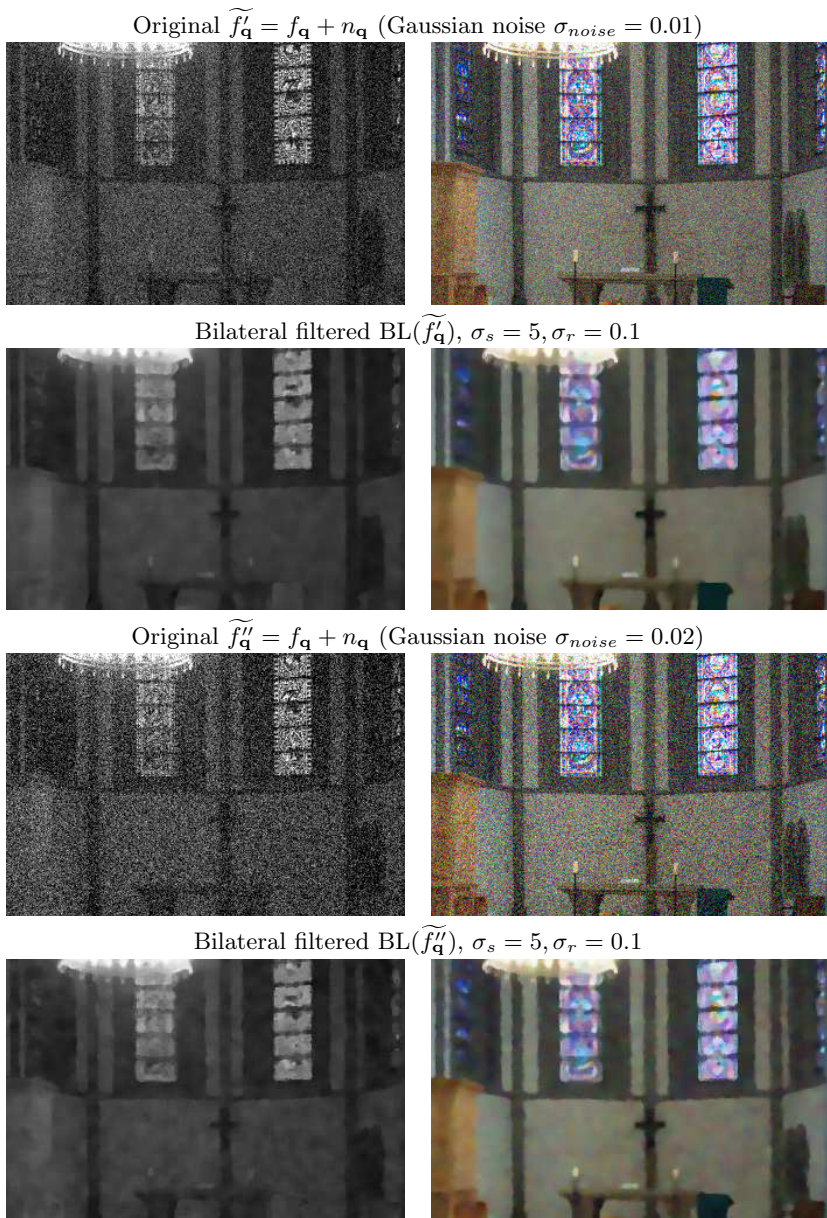 Original $\widetilde{f'_{\mathbf{q}}} = f_{\mathbf{q}} + n_{\mathbf{q}}$ (Gaussian noise $\sigma_{noise} = 0.01$)
Bilateral filtered BL($\widetilde{f'_{\mathbf{q}}}$), $\sigma_s = 5, \sigma_r = 0.1$
Original $\widetilde{f''_{\mathbf{q}}} = f_{\mathbf{q}} + n_{\mathbf{q}}$ (Gaussian noise $\sigma_{noise} = 0.02$)
Bilateral filtered BL($\widetilde{f''_{\mathbf{q}}}$), $\sigma_s = 5, \sigma_r = 0.1$